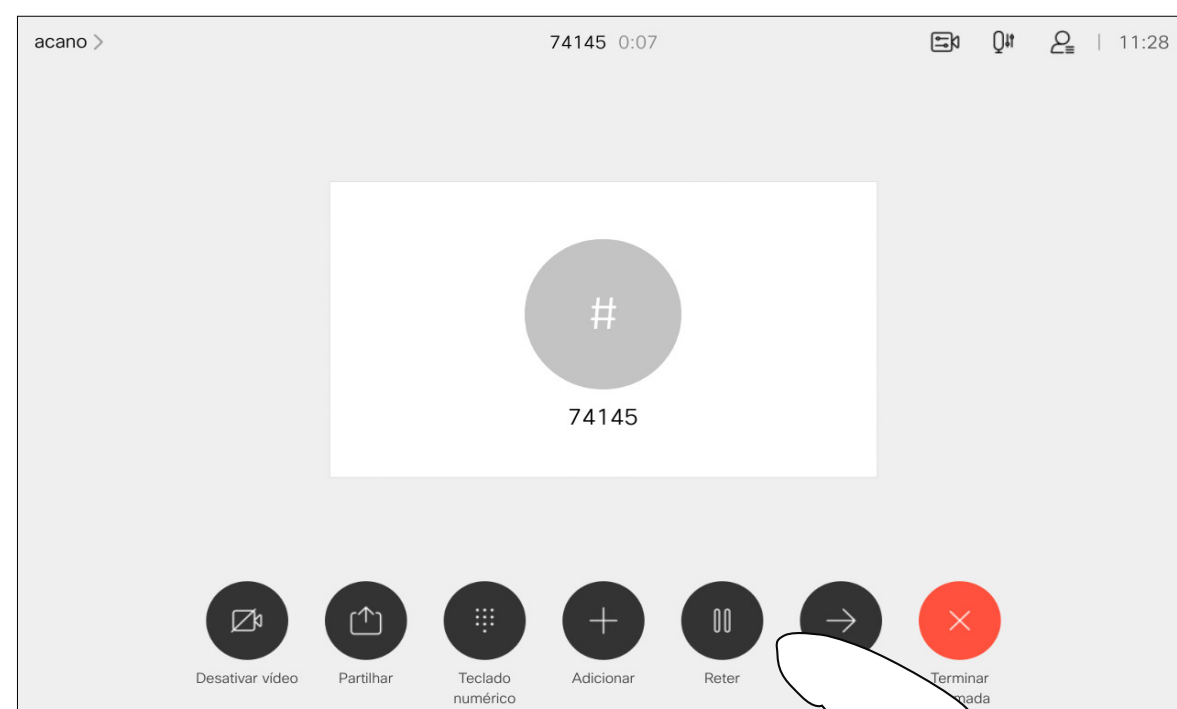 acano
74145 0:07
11:28
#
74145
Desativar vídeo
Partilhar
Teclado
numérico
Adicionar
Reter
Terminar